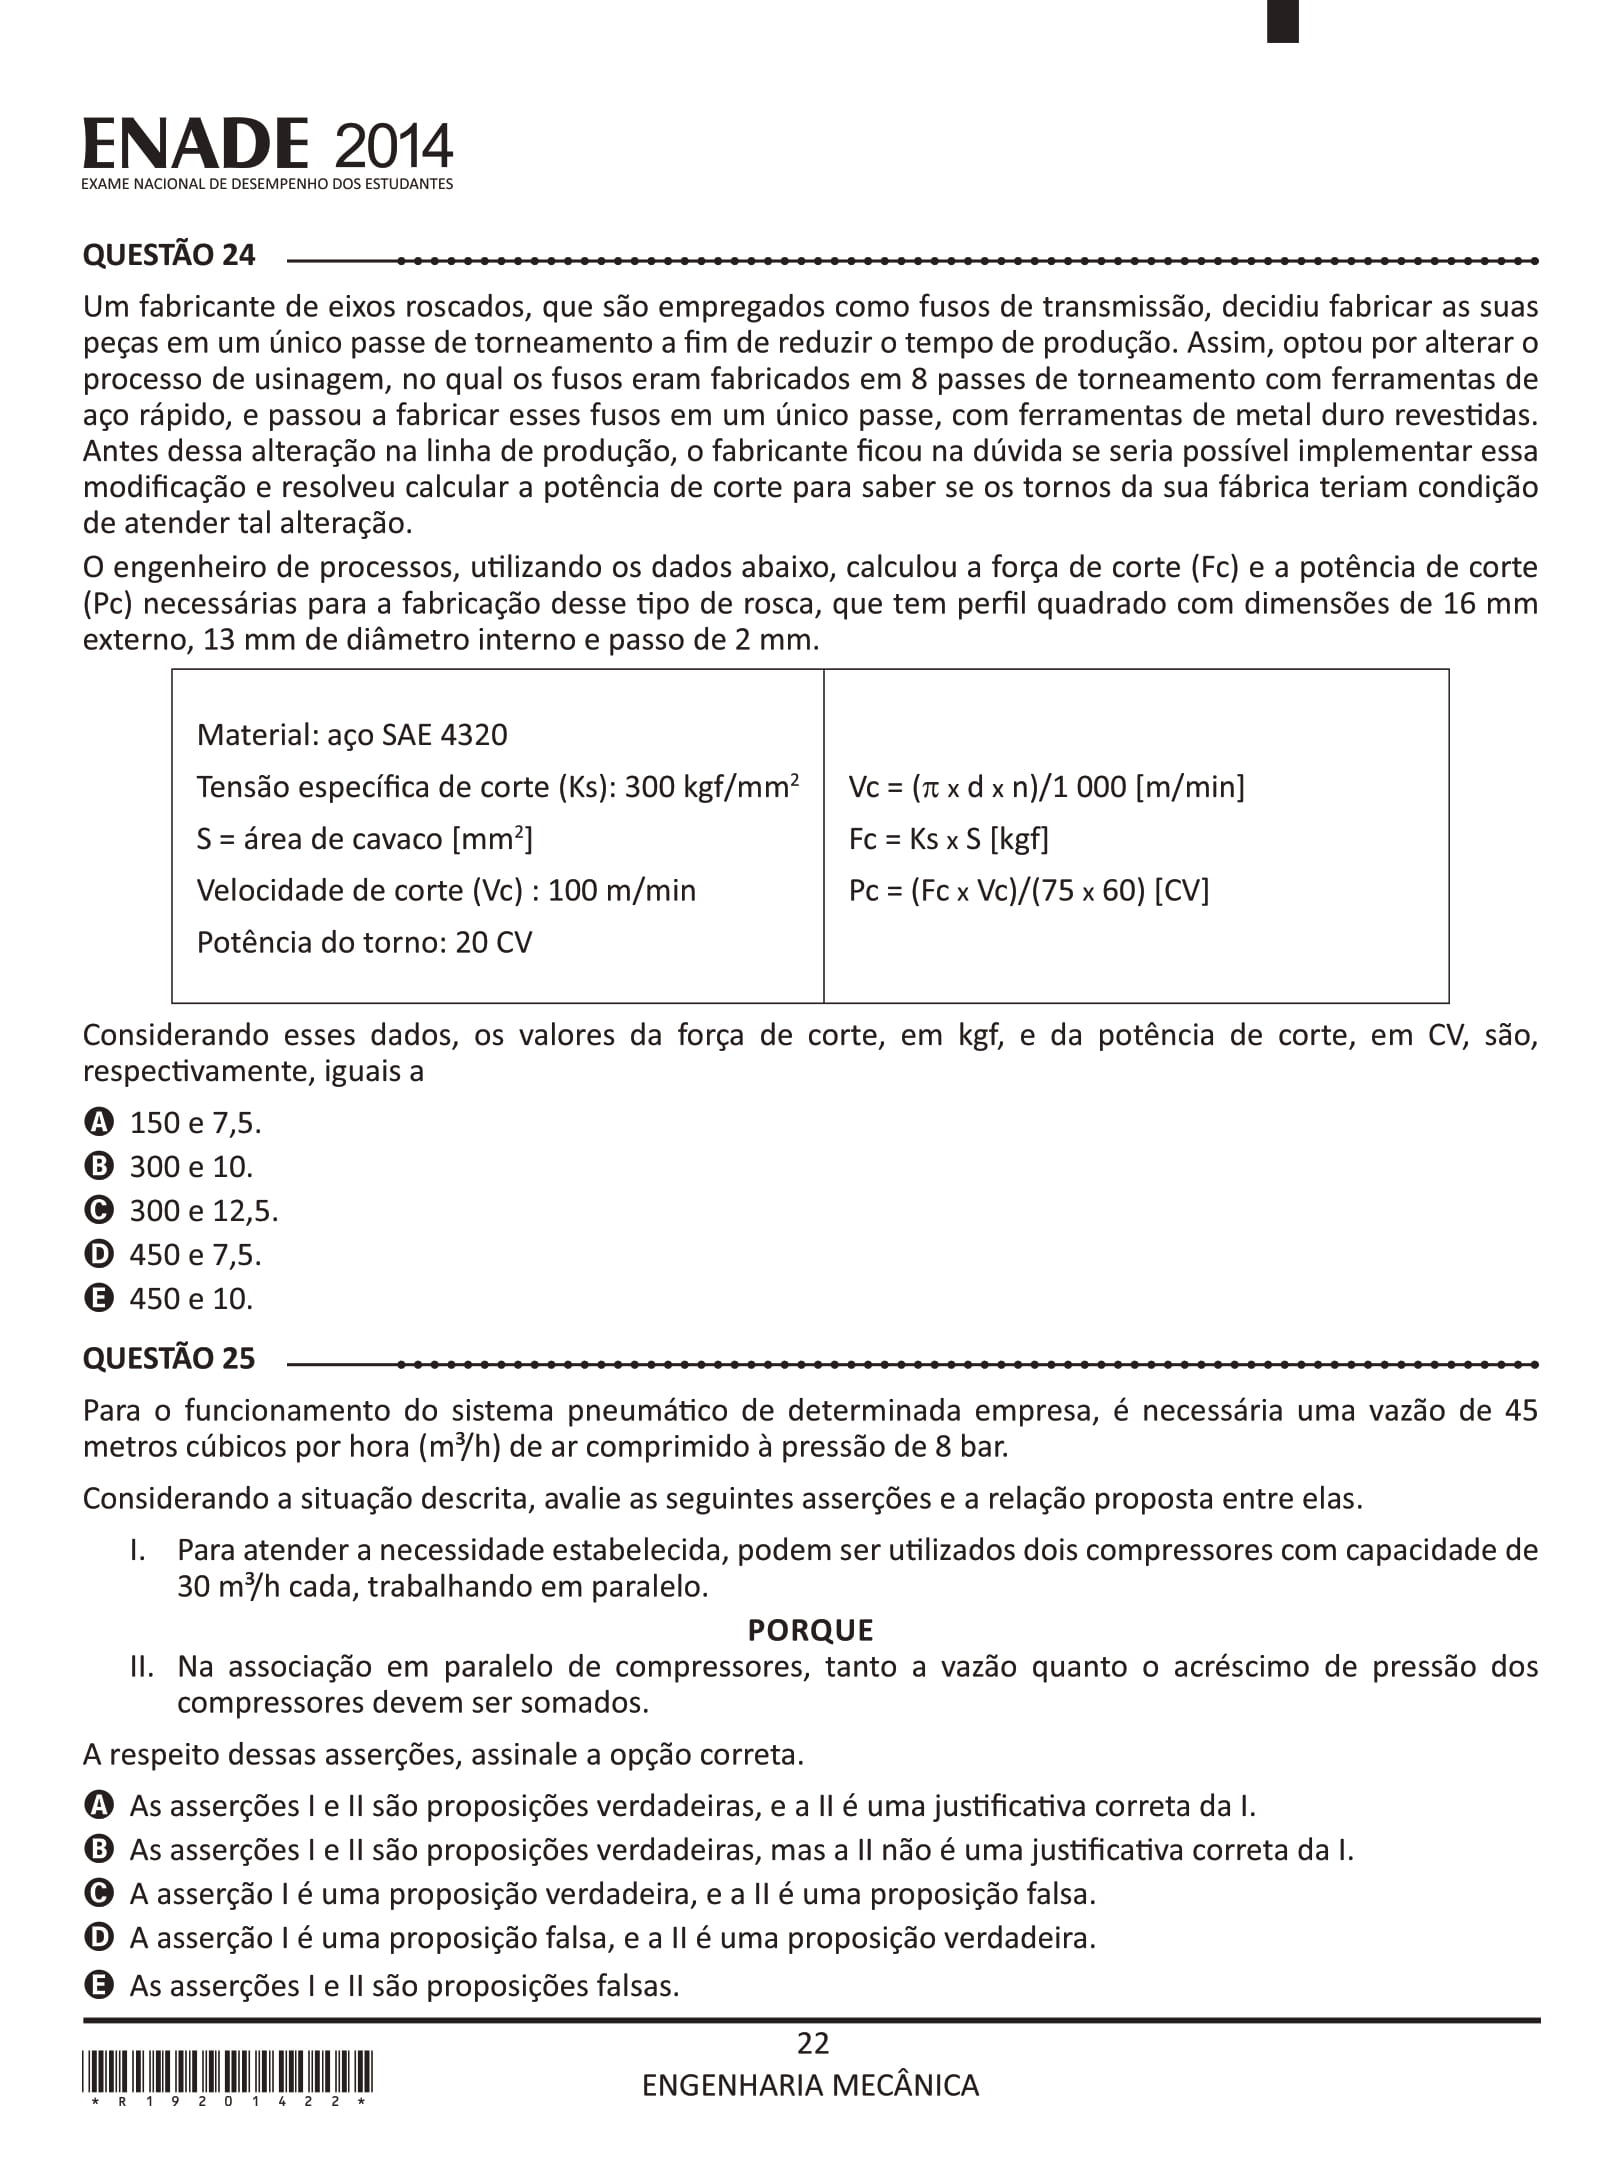 ENADE 2014
EXAME NACIONAL DE DESEMPENHO DOS ESTUDANTES
QUESTÃO 24
Um fabricante de eixos roscados, que são empregados como fusos de transmissão, decidiu fabricar as suas
peças em um único passe de torneamento a fim de reduzir o tempo de produção. Assim, optou por alterar o
processo de usinagem, no qual os fusos eram fabricados em 8 passes de torneamento com ferramentas de
aço rápido, e passou a fabricar esses fusos em um único passe, com ferramentas de metal duro revestidas.
Antes dessa alteração na linha de produção, o fabricante ficou na dúvida se seria possível implementar essa
modificação e resolveu calcular a potência de corte para saber se os tornos da sua fábrica teriam condição
de atender tal alteração.
O engenheiro de processos, utilizando os dados abaixo, calculou a força de corte (Fc) e a potência de corte
(Pc) necessárias para a fabricação desse tipo de rosca, que tem perfil quadrado com dimensões de 16 mm
externo, 13 mm de diâmetro interno e passo de 2 mm.
Material: aço SAE 4320
Tensão específica de corte (Ks): 300 kgf/mm²
S = área de cavaco [mm²]
Velocidade de corte (Vc) : 100 m/min
Potência do torno: 20 CV
Vc = (π x d x n)/1 000 [m/min]
Fc = Ks x S [kgf]
Pc = (Fc x Vc)/(75 x 60) [CV]
Considerando esses dados, os valores da força de corte, em kgf, e da potência de corte, em CV, são,
respectivamente, iguais a
A 150 e 7,5.
B 300 e 10.
C 300 e 12,5.
D 450 e 7,5.
E 450 e 10.
QUESTÃO 25
Para o funcionamento do sistema pneumático de determinada empresa, é necessária uma vazão de 45
metros cúbicos por hora (m³/h) de ar comprimido à pressão de 8 bar.
Considerando a situação descrita, avalie as seguintes asserções e a relação proposta entre elas.
I. Para atender a necessidade estabelecida, podem ser utilizados dois compressores com capacidade de
30 m³/h cada, trabalhando em paralelo.
PORQUE
II. Na associação em paralelo de compressores, tanto a vazão quanto o acréscimo de pressão dos
compressores devem ser somados.
A respeito dessas asserções, assinale a opção correta.
A As asserções I e II são proposições verdadeiras, e a II é uma justificativa correta da I.
B As asserções I e II são proposições verdadeiras, mas a II não é uma justificativa correta da I.
C A asserção I é uma proposição verdadeira, e a II é uma proposição falsa.
D A asserção I é uma proposição falsa, e a II é uma proposição verdadeira.
E As asserções I e II são proposições falsas.
22
ENGENHARIA MECÂNICA
* R 1 9 2 0 1 4 2 2 *